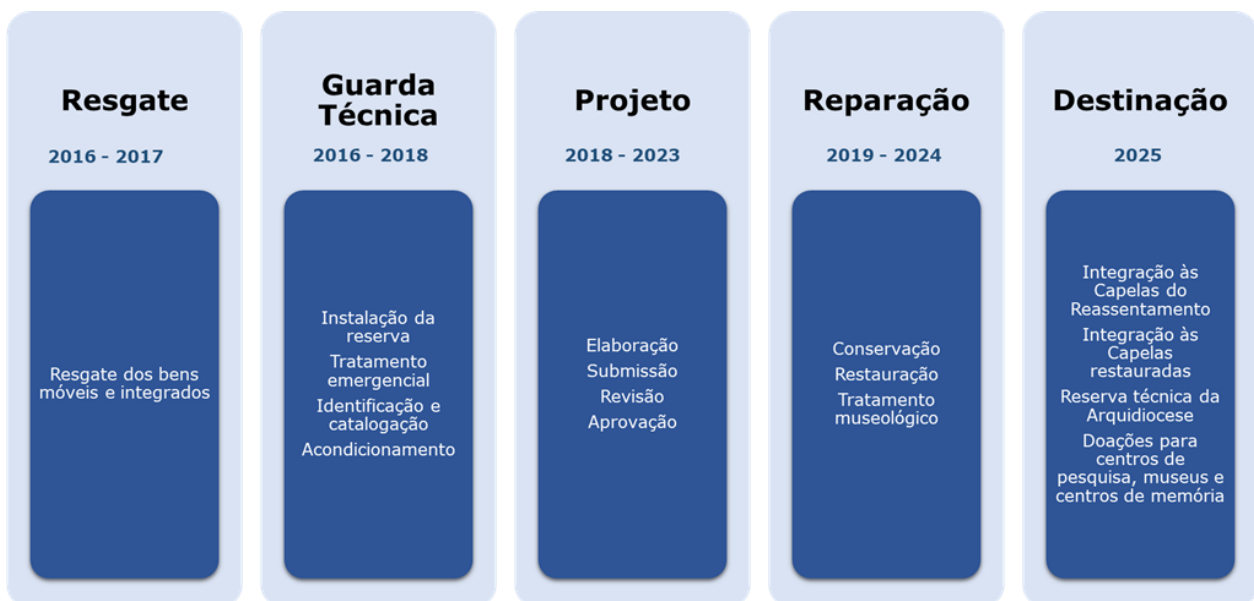 Resgate
2016 - 2017
Resgate dos bens
móveis e integrados
Guarda
Técnica
2016 - 2018
Instalação da
reserva
Tratamento
emergencial
Identificação e
catalogação
Acondicionamento
Projeto
2018 - 2023
Elaboração
Submissão
Revisão
Aprovação
Reparação
2019 - 2024
Conservação
Restauração
Tratamento
museológico
Destinação
2025
Integração às
Capelas do
Reassentamento
Integração às
Capelas
restauradas
Reserva técnica da
Arquidiocese
Doações para
centros de
pesquisa, museus e
centros de memória